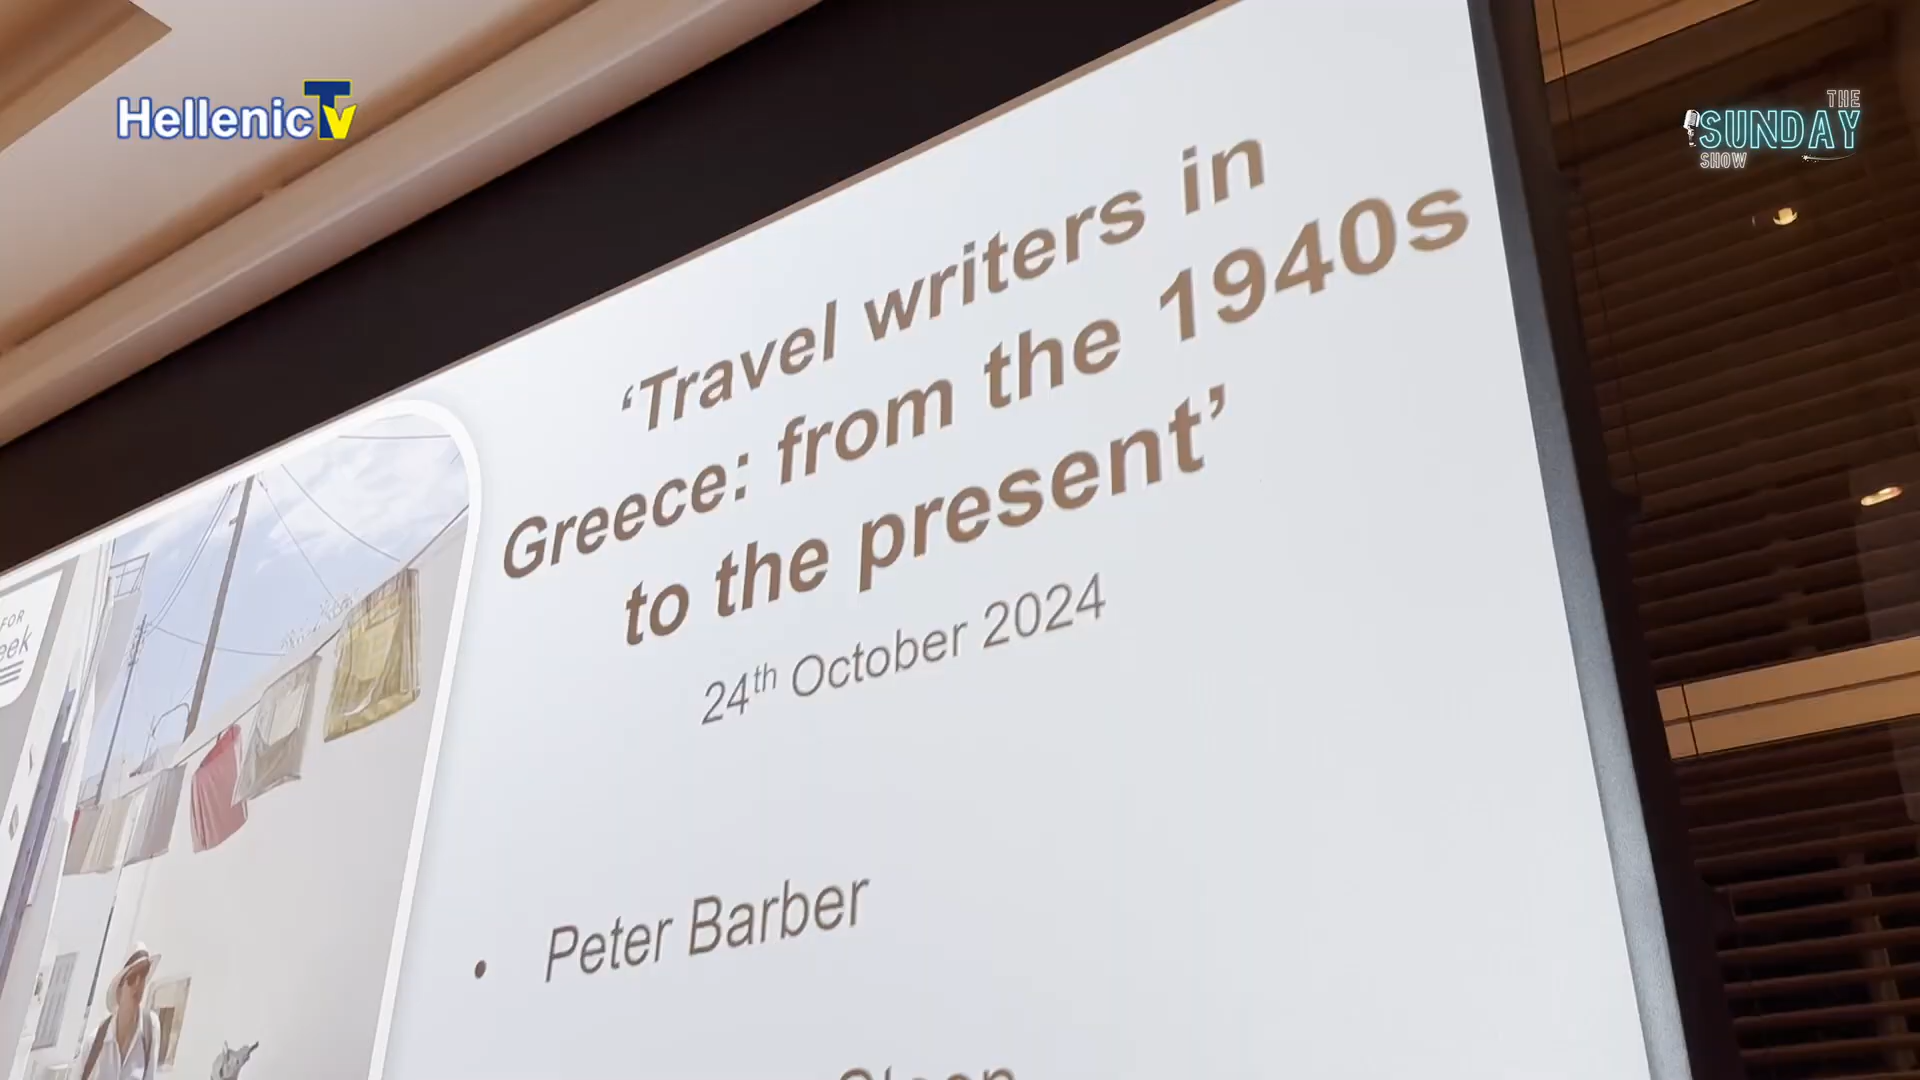 HellenicTv
THE
SUNDAY
SHOW
'Travel writers in
Greece: from the 1940s
to the present'
24th October 2024
FOR
• Peter Barber